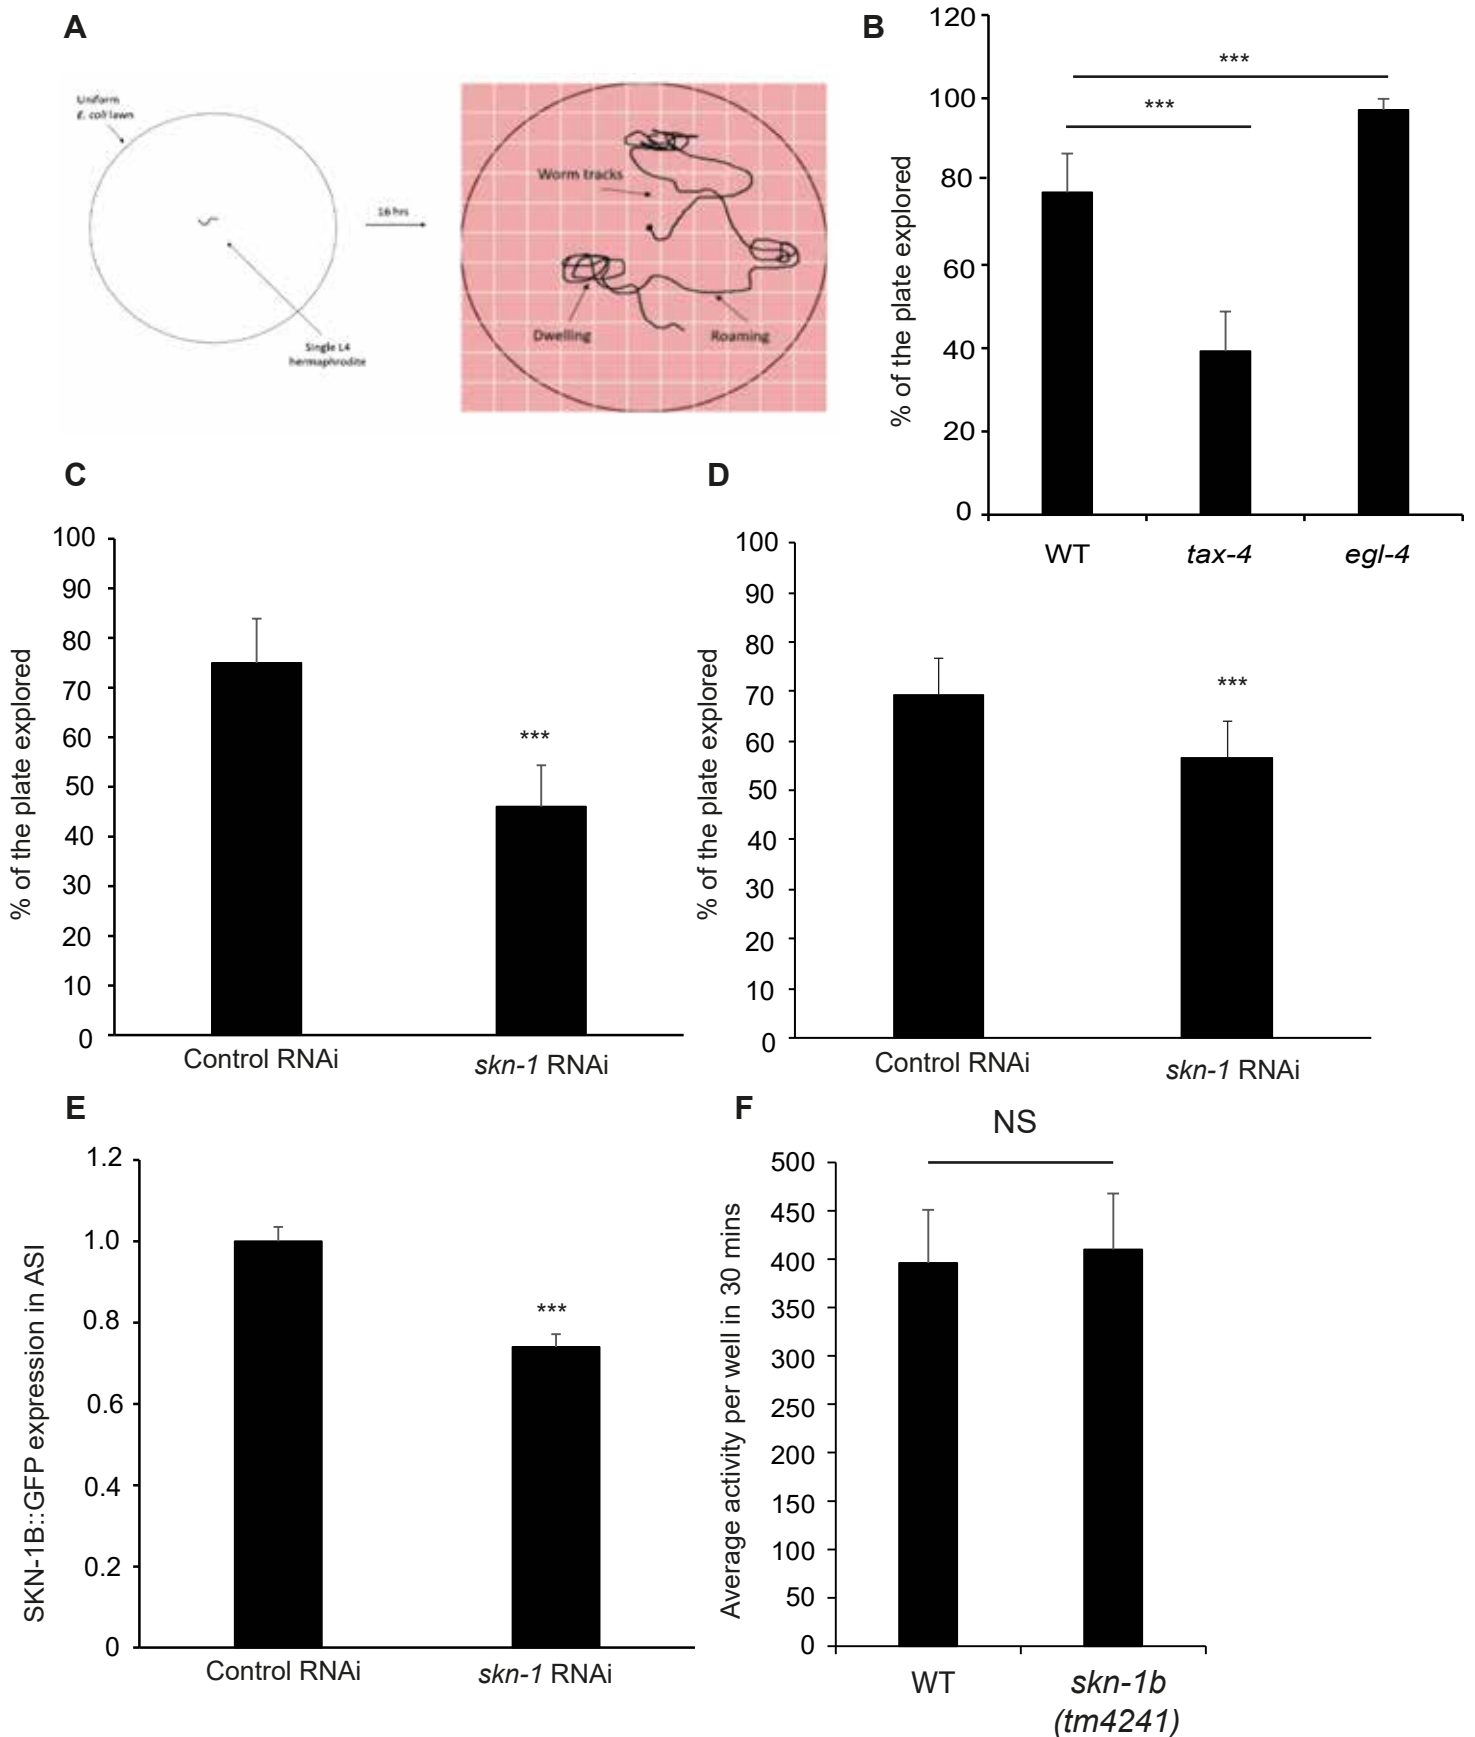 A
Uniform
E. coli lawn
16 hrs
Single L4
hermaphrodite
Worm tracks
Dwelling
Roaming
B
% of the plate explored
120
100
80
60
40
20
0
***
***
WT
tax-4
egl-4
C
% of the plate explored
100
90
80
70
60
50
40
30
20
10
0
***
Control RNAi
skn-1 RNAi
D
% of the plate explored
100
90
80
70
60
50
40
30
20
10
0
***
Control RNAi
skn-1 RNAi
E
SKN-1B::GFP expression in ASI
1.2
1.0
0.8
0.6
0.4
0.2
0
***
Control RNAi
skn-1 RNAi
F
NS
Average activity per well in 30 mins
500
450
400
350
300
250
200
150
100
50
0
WT
skn-1b
(tm4241)